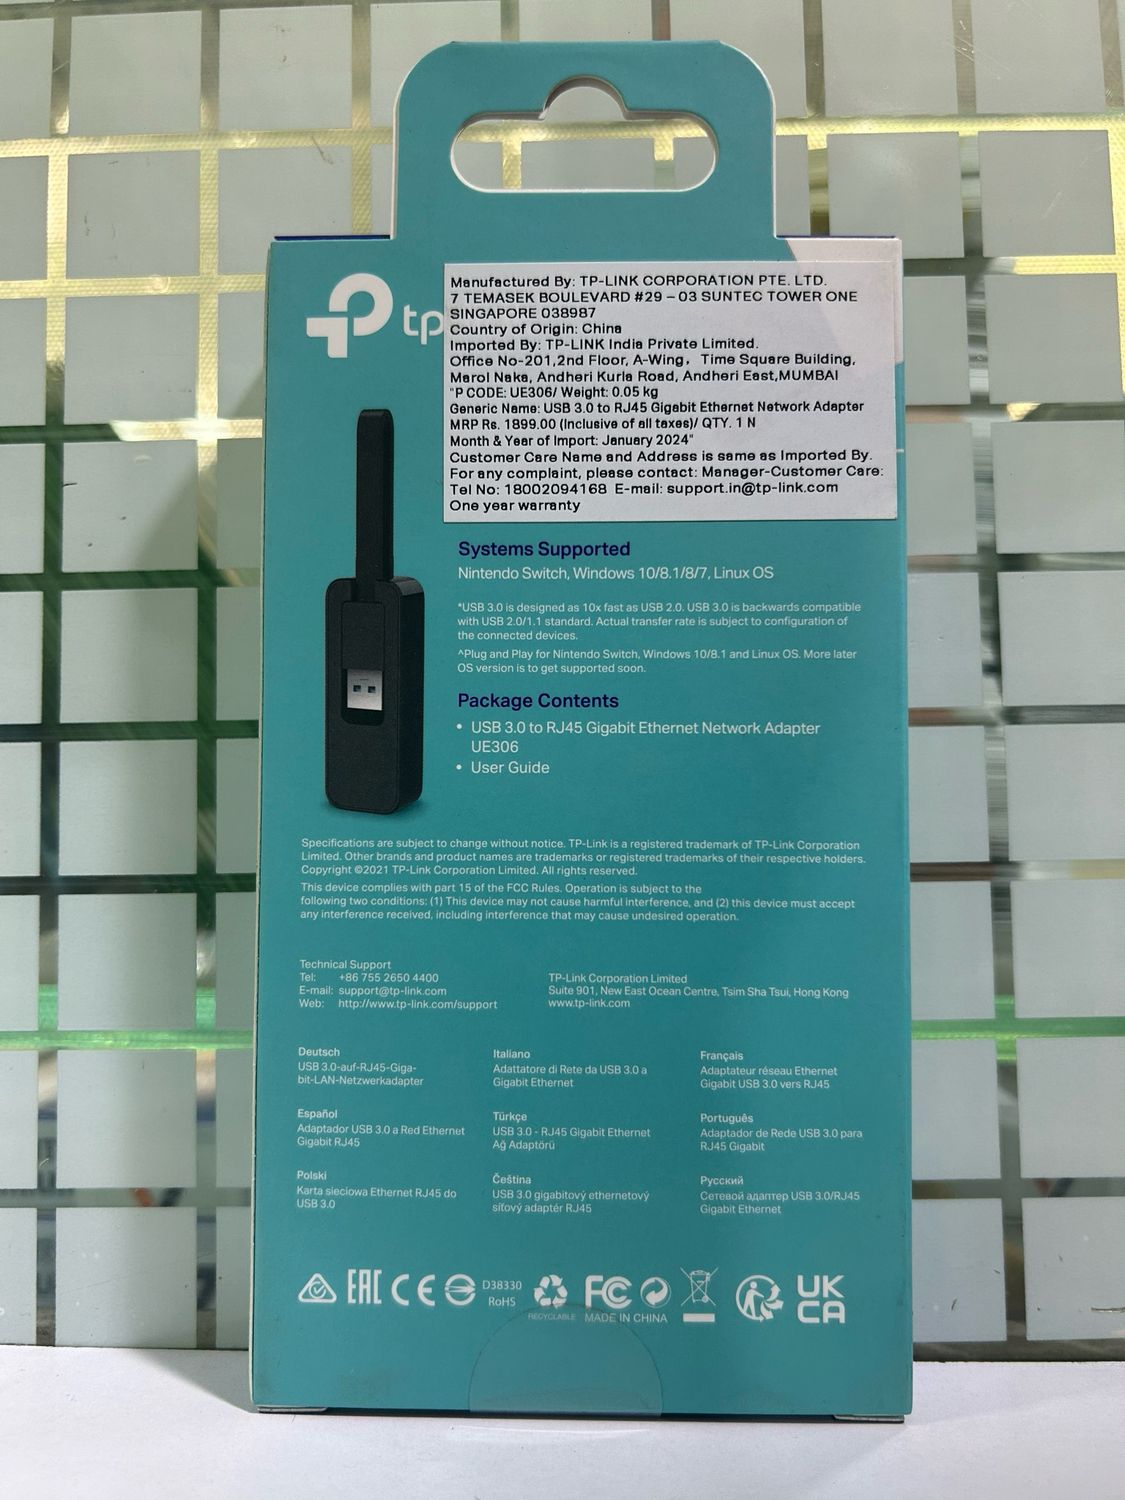 tp
Manufactured By: TP-LINK CORPORATION PTE. LTD.
7 TEMASEK BOULEVARD #29 – 03 SUNTEC TOWER ONE
SINGAPORE 038987
Country of Origin: China
Imported By: TP-LINK India Private Limited.
Office No-201,2nd Floor, A-Wing, Time Square Building,
Marol Naka, Andheri Kurla Road, Andheri East,MUMBAI
"P CODE: UE306/ Weight: 0.05 kg
Generic Name: USB 3.0 to RJ45 Gigabit Ethernet Network Adapter
MRP Rs. 1899.00 (Inclusive of all taxes)/ QTY. 1 N
Month & Year of Import: January 2024"
Customer Care Name and Address is same as Imported By.
For any complaint, please contact: Manager-Customer Care:
Tel No: 18002094168 E-mail: support.in@tp-link.com
One year warranty
Systems Supported
Nintendo Switch, Windows 10/8.1/8/7, Linux OS
*USB 3.0 is designed as 10x fast as USB 2.0. USB 3.0 is backwards compatible
with USB 2.0/1.1 standard. Actual transfer rate is subject to configuration of
the connected devices.
^Plug and Play for Nintendo Switch, Windows 10/8.1 and Linux OS. More later
OS version is to get supported soon.
Package Contents
• USB 3.0 to RJ45 Gigabit Ethernet Network Adapter
UE306
• User Guide
Specifications are subject to change without notice. TP-Link is a registered trademark of TP-Link Corporation
Limited. Other brands and product names are trademarks or registered trademarks of their respective holders.
Copyright ©2021 TP-Link Corporation Limited. All rights reserved.
This device complies with part 15 of the FCC Rules. Operation is subject to the
following two conditions: (1) This device may not cause harmful interference, and (2) this device must accept
any interference received, including interference that may cause undesired operation.
Technical Support
Tel: +86 755 2650 4400
E-mail: support@tp-link.com
Web: http://www.tp-link.com/support
TP-Link Corporation Limited
Suite 901, New East Ocean Centre, Tsim Sha Tsui, Hong Kong
www.tp-link.com
Deutsch
USB 3.0-auf-RJ45-Giga-
bit-LAN-Netzwerkadapter
Italiano
Adattatore di Rete da USB 3.0 a
Gigabit Ethernet
Français
Adaptateur réseau Ethernet
Gigabit USB 3.0 vers RJ45
Español
Adaptador USB 3.0 a Red Ethernet
Gigabit RJ45
Türkçe
USB 3.0 - RJ45 Gigabit Ethernet
Ağ Adaptörü
Português
Adaptador de Rede USB 3.0 para
RJ45 Gigabit
Polski
Karta sieciowa Ethernet RJ45 do
USB 3.0
Čeština
USB 3.0 gigabitový ethernetový
síťový adaptér RJ45
Русский
Сетевой адаптер USB 3.0/RJ45
Gigabit Ethernet
EAC CE D38330
RoHS
RECYCLABLE
FC
MADE IN CHINA
UK
CA